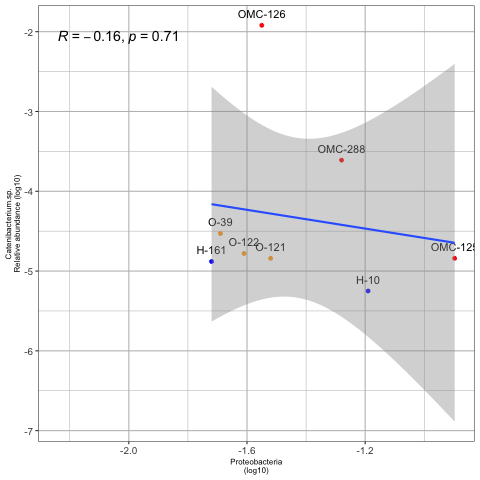 OMC-126
R = −0.16, p = 0.71
-2
-3
OMC-288
-4
O-39
O-122
O-121
H-161
OMC-125
-5
H-10
-6
-7
Catenibacterium.sp.
Relative abundance (log10)
-2.0
-1.6
-1.2
Proteobacteria
(log10)